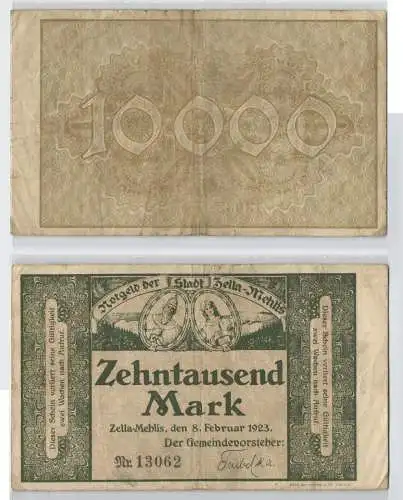 10000
Notgeld der Stadt Zella-Mehlis
Dieser Schein verliert seine Gültigkeit
zwei Wochen nach Aufruf.
Zehntausend
Mark
Zella-Mehlis, den 8. Februar 1923.
Der Gemeindevorsteher:
Nr. 13062
Dieser Schein verliert seine Gültigkeit
zwei Wochen nach Aufruf.